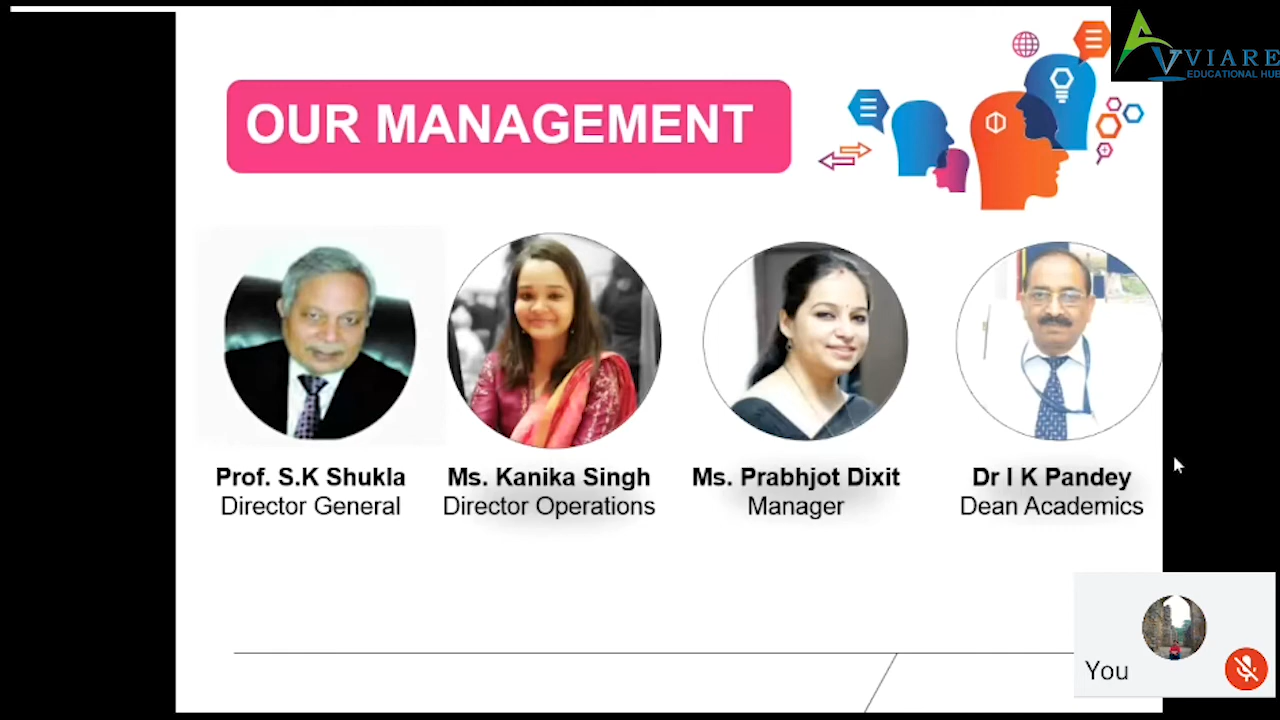 AVVIARE
EDUCATIONAL HUB
OUR MANAGEMENT
Prof. S.K Shukla
Director General
Ms. Kanika Singh
Director Operations
Ms. Prabhjot Dixit
Manager
Dr I K Pandey
Dean Academics
You